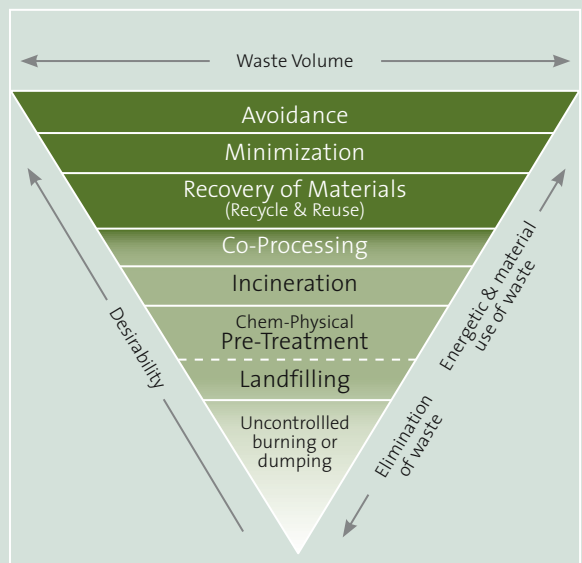 Waste Volume
Avoidance
Minimization
Recovery of Materials
(Recycle & Reuse)
Co-Processing
Incineration
Chem-Physical
Pre-Treatment
Landfilling
Uncontrollled
burning or
dumping
Desirability
Energetic & material
use of waste
Elimination
of waste